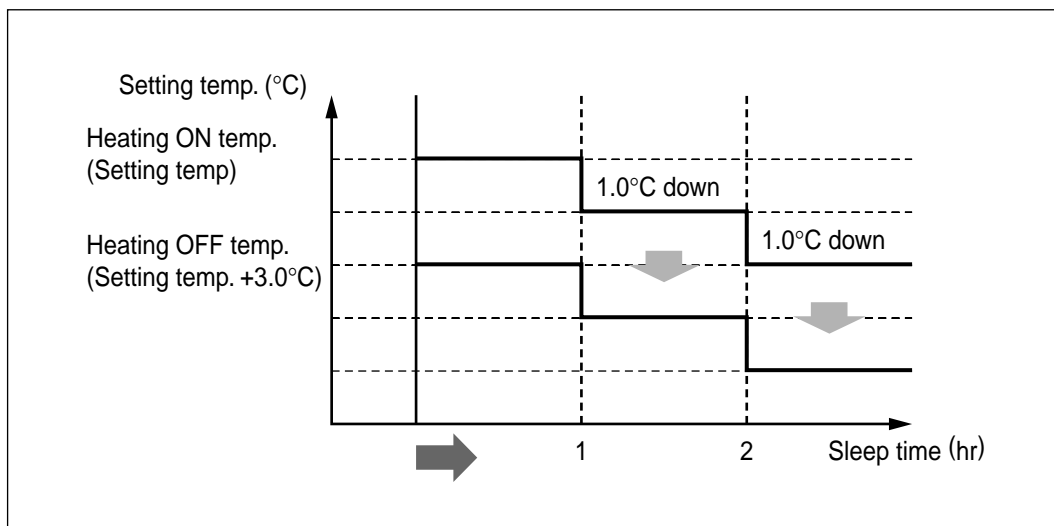 Setting temp. (°C)
Heating ON temp.
(Setting temp)
1.0°C down
Heating OFF temp.
(Setting temp. +3.0°C)
1.0°C down
1
2
Sleep time (hr)